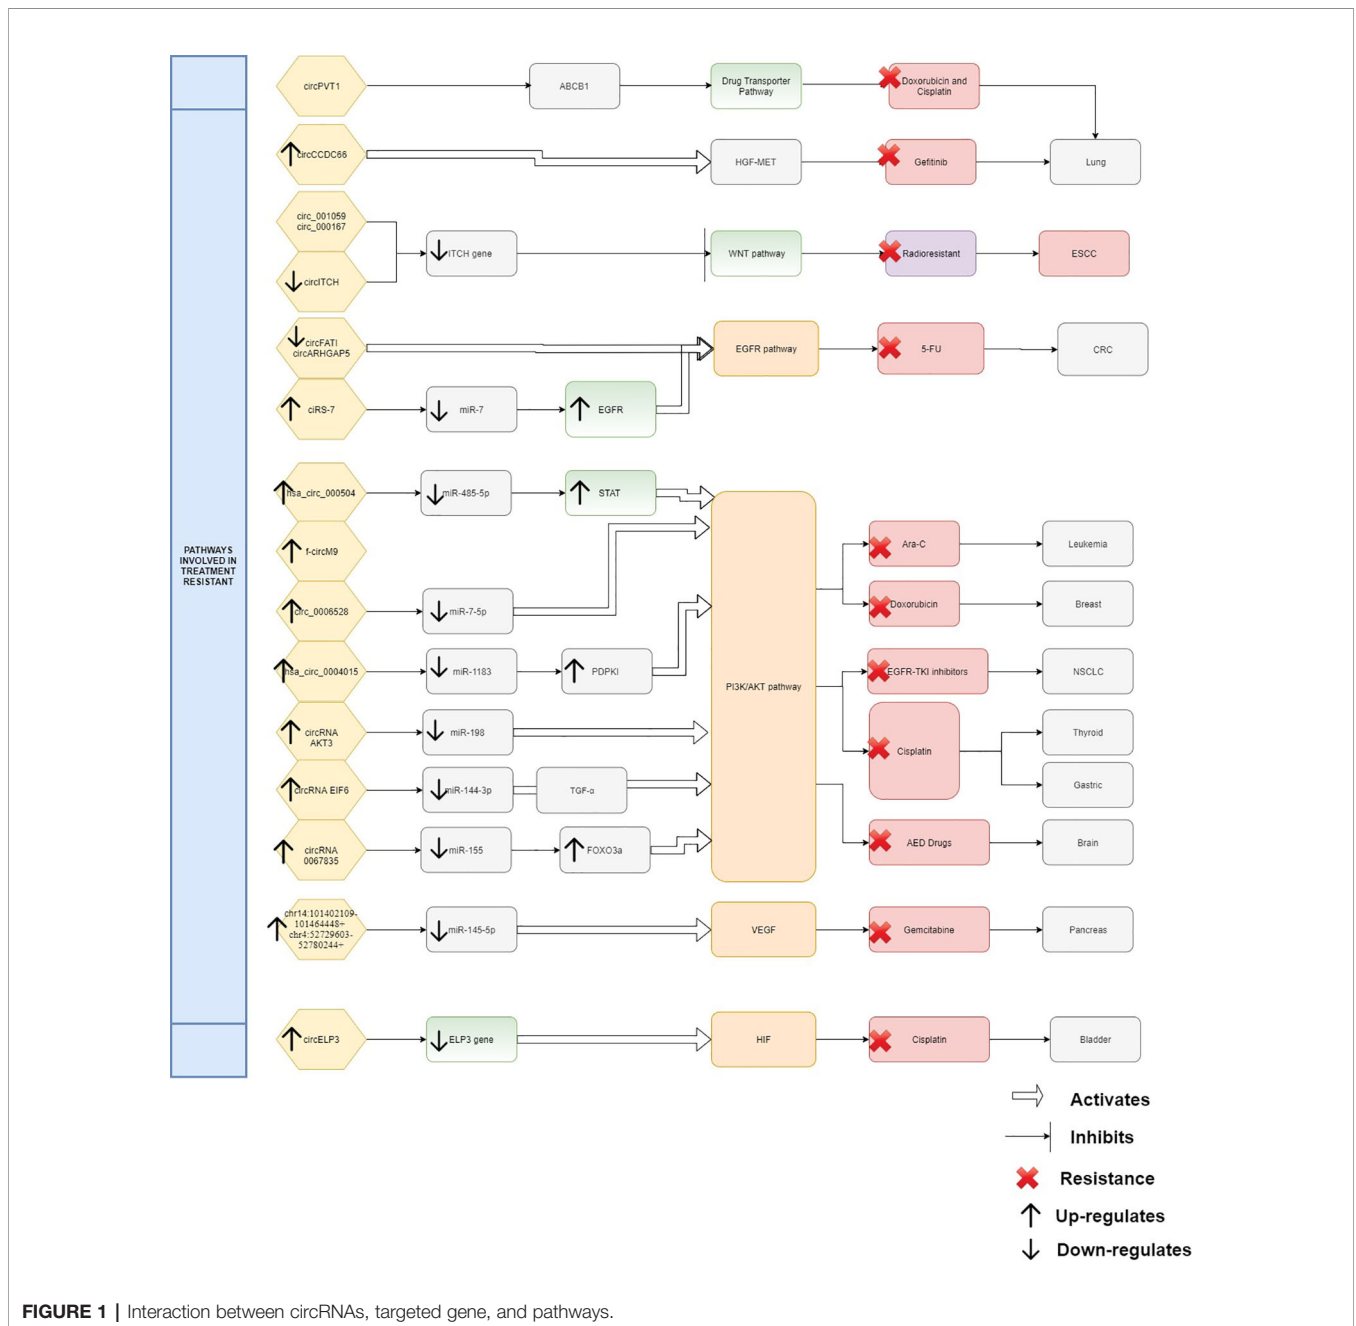 circPVT1
ABCB1
Drug Transporter
Pathway
Doxorubicin and
Cisplatin
circCCDC66
HGF-MET
Gefitinib
Lung
circ_001059
circ_000167
ITCH gene
WNT pathway
Radioresistant
ESCC
circITCH
circFATI
circARHGAP5
EGFR pathway
5-FU
CRC
ciRS-7
miR-7
EGFR
hsa_circ_000504
miR-485-5p
STAT
PATHWAYS
INVOLVED IN
TREATMENT
RESISTANT
f-circM9
Ara-C
Leukemia
circ_0006528
miR-7-5p
Doxorubicin
Breast
hsa_circ_0004015
miR-1183
PDPKI
PI3K/AKT pathway
EGFR-TKI inhibitors
NSCLC
circRNA
AKT3
miR-198
Cisplatin
Thyroid
Gastric
circRNA EIF6
miR-144-3p
TGF-α
circRNA
0067835
miR-155
FOXO3a
AED Drugs
Brain
chr14:101402109-
101464448+
chr4:52729603-
52780244+
miR-145-5p
VEGF
Gemcitabine
Pancreas
circELP3
ELP3 gene
HIF
Cisplatin
Bladder
Activates
Inhibits
Resistance
Up-regulates
Down-regulates
FIGURE 1 | Interaction between circRNAs, targeted gene, and pathways.